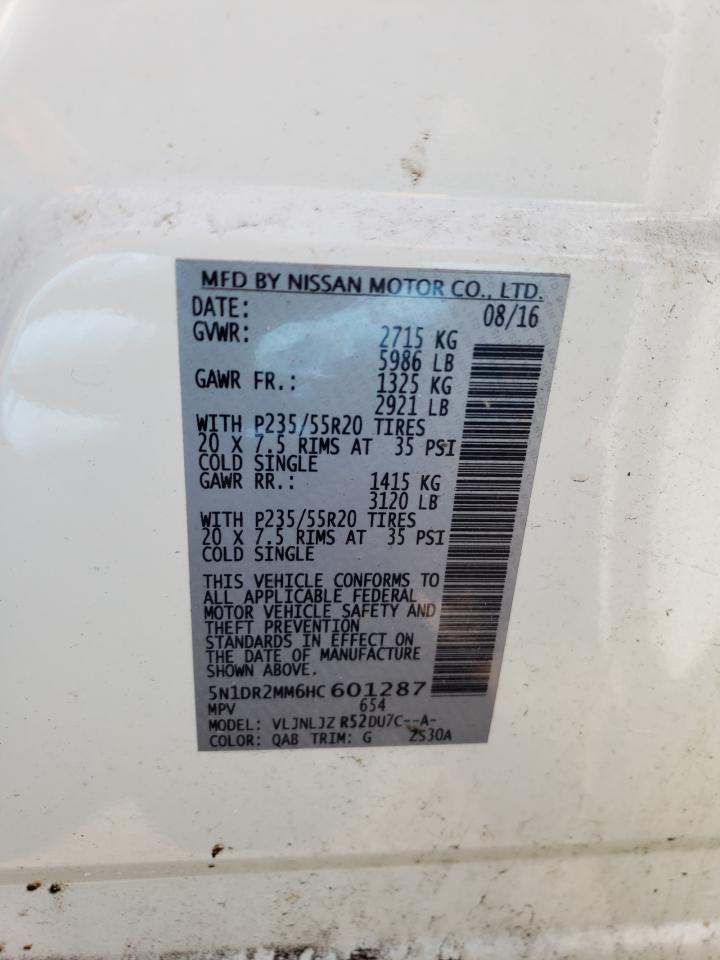 MFD BY NISSAN MOTOR CO., LTD.
DATE: 08/16
GVWR: 2715 KG
5986 LB
GAWR FR.: 1325 KG
2921 LB
WITH P235/55R20 TIRES
20 X 7.5 RIMS AT 35 PSI
COLD SINGLE
GAWR RR.: 1415 KG
3120 LB
WITH P235/55R20 TIRES
20 X 7.5 RIMS AT 35 PSI
COLD SINGLE
THIS VEHICLE CONFORMS TO
ALL APPLICABLE FEDERAL
MOTOR VEHICLE SAFETY AND
THEFT PREVENTION
STANDARDS IN EFFECT ON
THE DATE OF MANUFACTURE
SHOWN ABOVE.
5N1DR2MM6HC 601287
MPV 654
MODEL: VLJNLJZ R52DU7C--A-
COLOR: QAB TRIM: G 2S30A